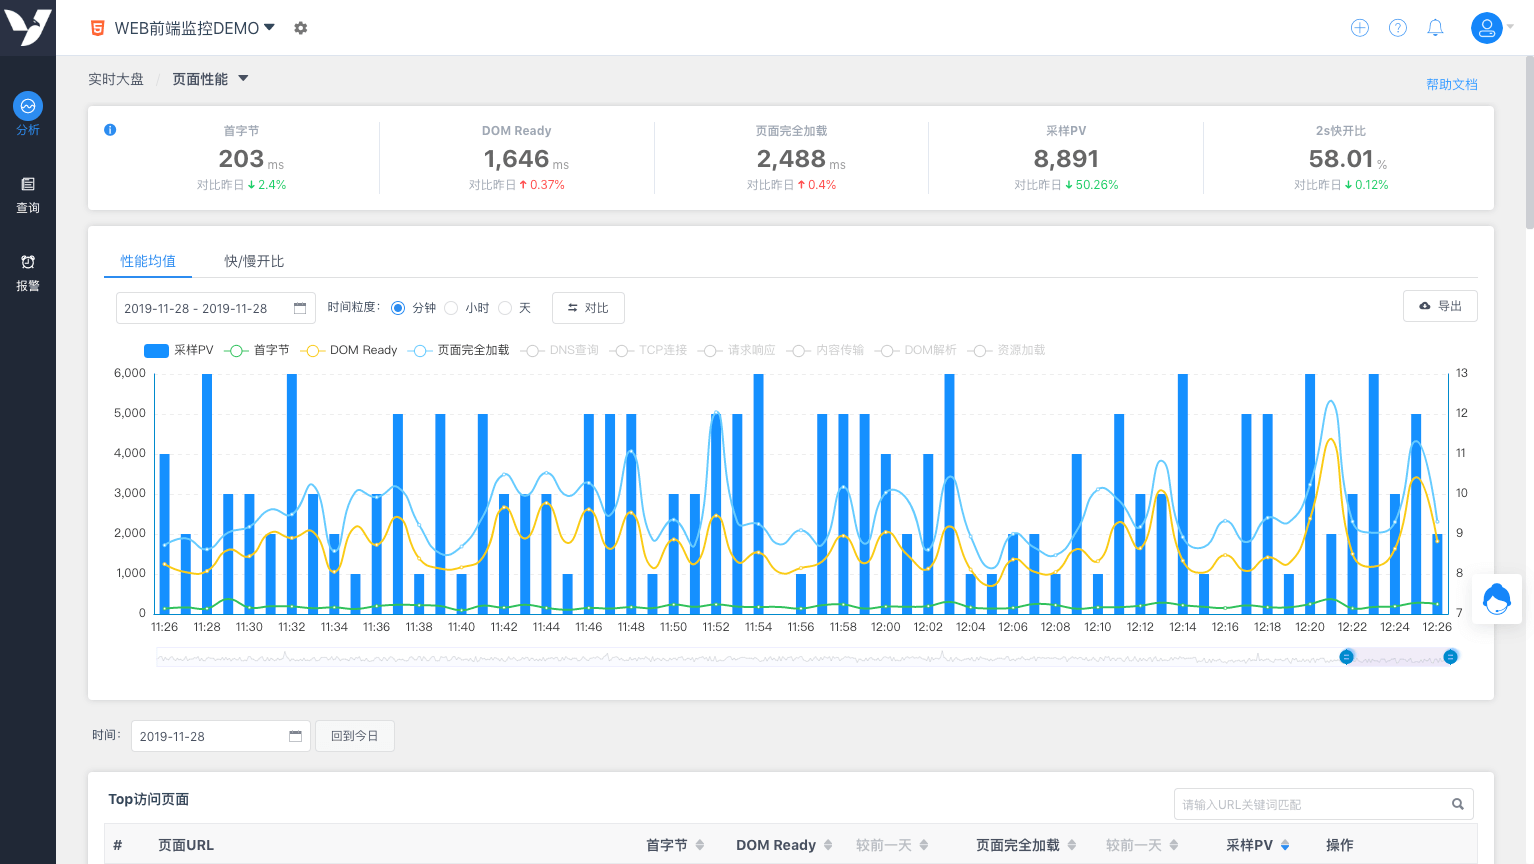 WEB前端监控DEMO
分析
查询
报警
实时大盘 / 页面性能
帮助文档
首字节
203 ms
对比昨日 2.4%
DOM Ready
1,646 ms
对比昨日 0.37%
页面完全加载
2,488 ms
对比昨日 0.4%
采样PV
8,891
对比昨日 50.26%
2s快开比
58.01 %
对比昨日 0.12%
性能均值 快/慢开比
2019-11-28 - 2019-11-28 时间粒度: 分钟 小时 天 对比 导出
采样PV 首字节 DOM Ready 页面完全加载 DNS查询 TCP连接 请求响应 内容传输 DOM解析 资源加载
6,000 13
5,000 12
4,000 11
3,000 10
2,000 9
1,000 8
0 7
11:26 11:28 11:30 11:32 11:34 11:36 11:38 11:40 11:42 11:44 11:46 11:48 11:50 11:52 11:54 11:56 11:58 12:00 12:02 12:04 12:06 12:08 12:10 12:12 12:14 12:16 12:18 12:20 12:22 12:24 12:26
时间: 2019-11-28 回到今日
Top访问页面
请输入URL关键词匹配
# 页面URL 首字节 DOM Ready 较前一天 页面完全加载 较前一天 采样PV 操作